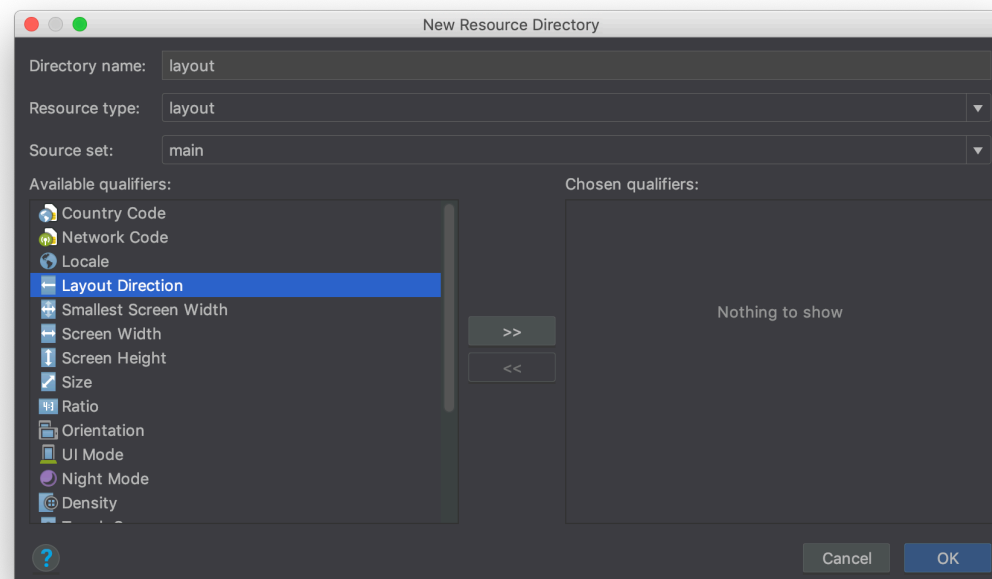 New Resource Directory
Directory name: layout
Resource type: layout
Source set: main
Available qualifiers:
Chosen qualifiers:
Country Code
Network Code
Locale
Layout Direction
Smallest Screen Width
Screen Width
Screen Height
Size
4:3 Ratio
Orientation
UI Mode
Night Mode
Density
>>
<<
Nothing to show
?
Cancel
OK